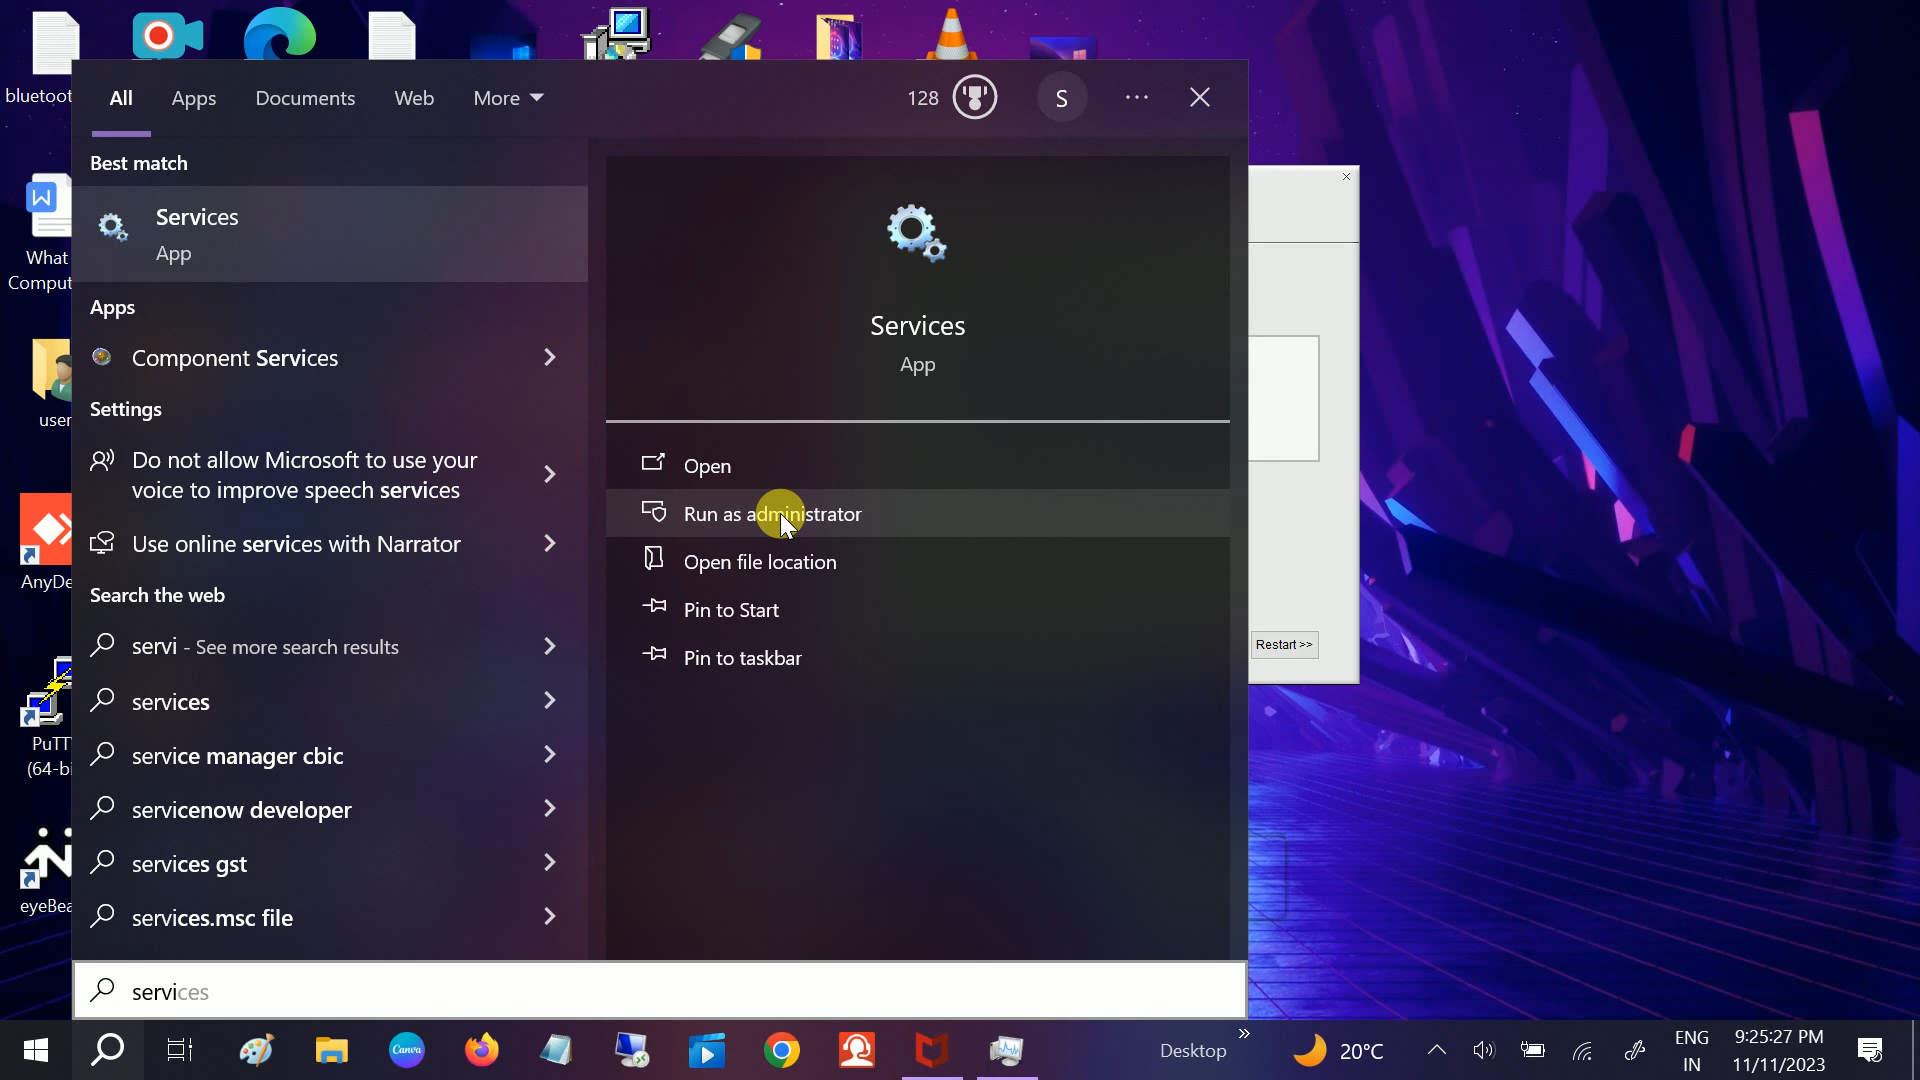 bluetoot
What
Comput
user
AnyDe
PuTT
(64-bi
eyeBea
All Apps Documents Web More 128 S
Best match
Services
App
Apps
Component Services
Settings
Do not allow Microsoft to use your
voice to improve speech services
Use online services with Narrator
Search the web
servi - See more search results
services
service manager cbic
servicenow developer
services gst
services.msc file
services
Services
App
Open
Run as administrator
Open file location
Pin to Start
Pin to taskbar
Restart >>
Canva
Desktop
20°C
ENG
IN
9:25:27 PM
11/11/2023